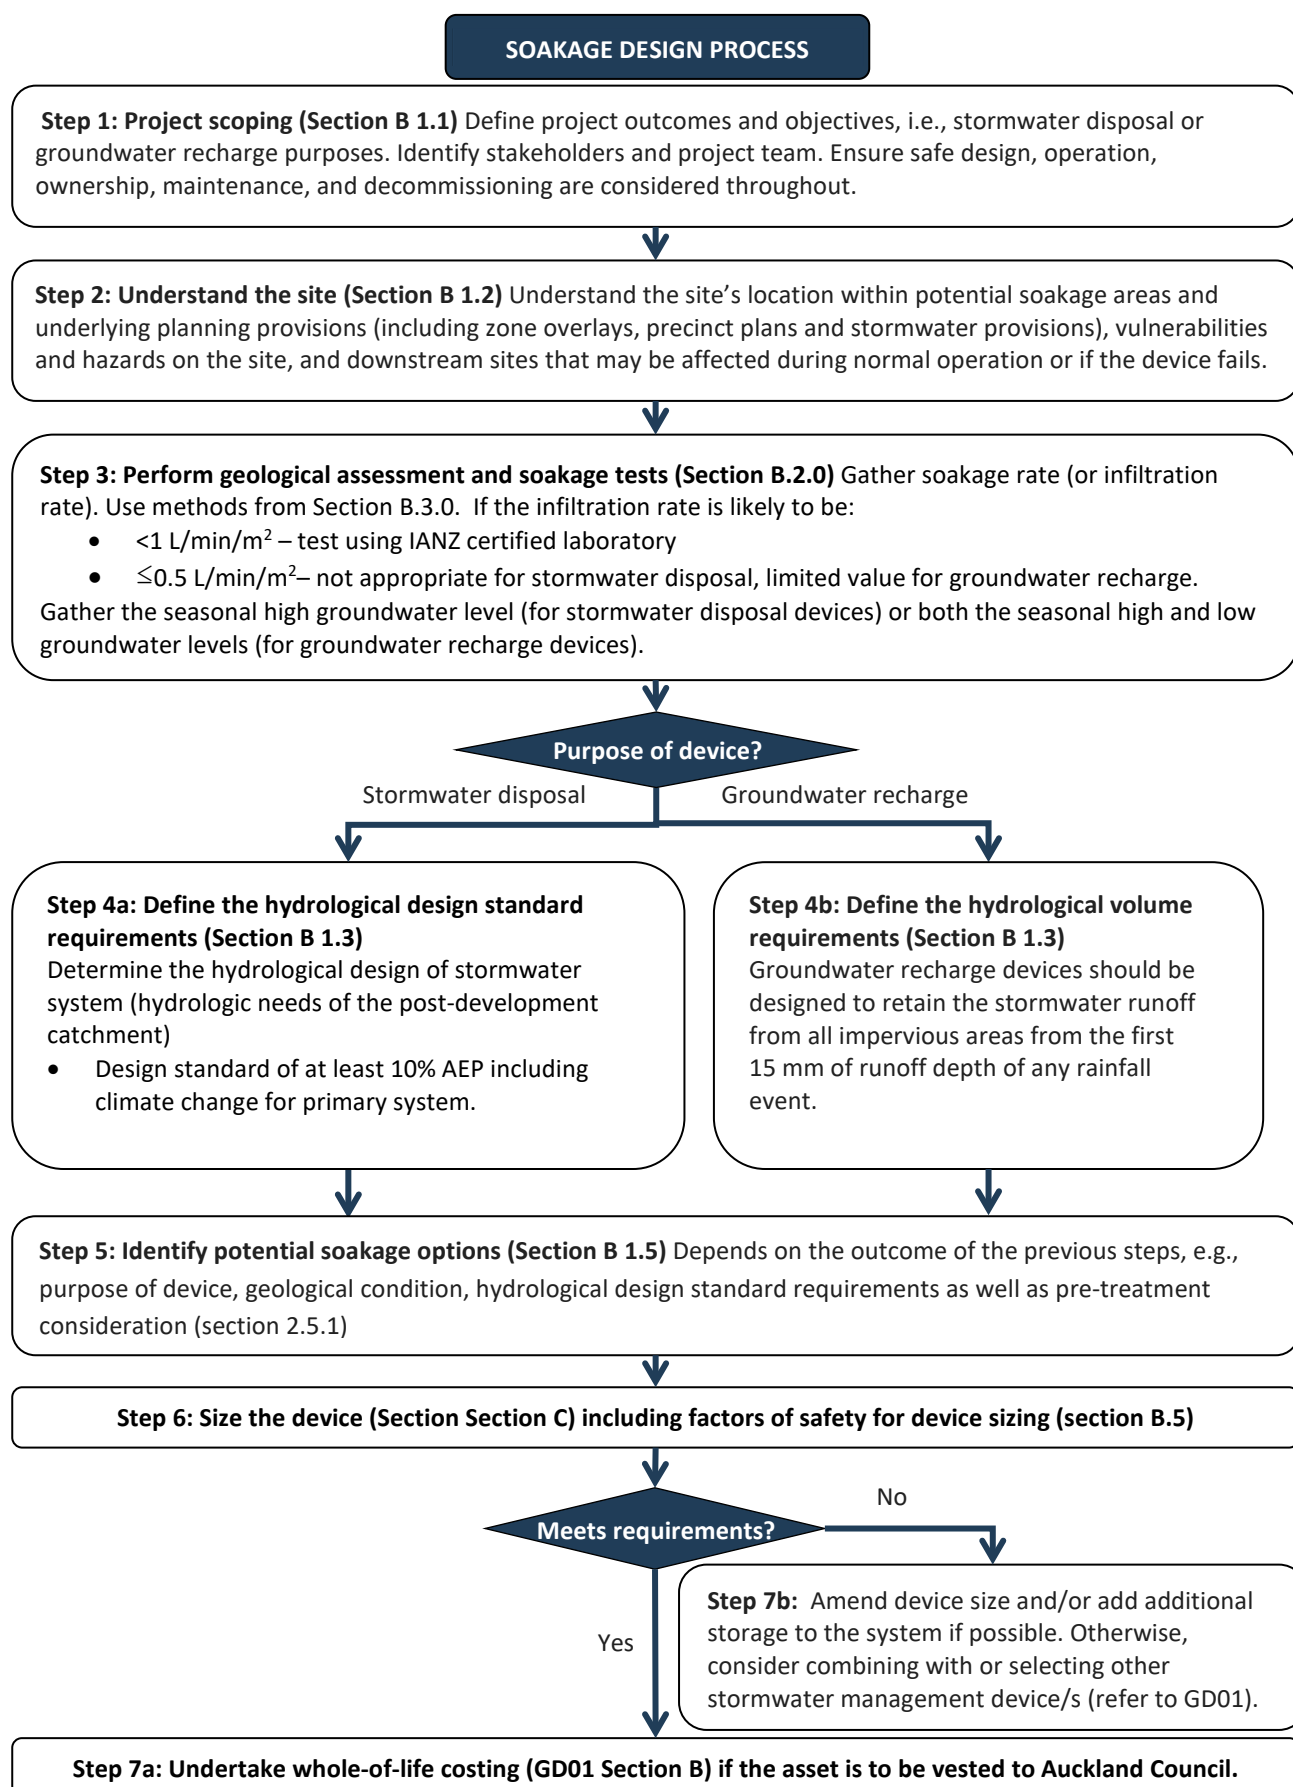 SOAKAGE DESIGN PROCESS
Step 1: Project scoping (Section B 1.1) Define project outcomes and objectives, i.e., stormwater disposal or
groundwater recharge purposes. Identify stakeholders and project team. Ensure safe design, operation,
ownership, maintenance, and decommissioning are considered throughout.
Step 2: Understand the site (Section B 1.2) Understand the site’s location within potential soakage areas and
underlying planning provisions (including zone overlays, precinct plans and stormwater provisions), vulnerabilities
and hazards on the site, and downstream sites that may be affected during normal operation or if the device fails.
Step 3: Perform geological assessment and soakage tests (Section B.2.0) Gather soakage rate (or infiltration
rate). Use methods from Section B.3.0. If the infiltration rate is likely to be:
• <1 L/min/m² – test using IANZ certified laboratory
• ≤0.5 L/min/m²– not appropriate for stormwater disposal, limited value for groundwater recharge.
Gather the seasonal high groundwater level (for stormwater disposal devices) or both the seasonal high and low
groundwater levels (for groundwater recharge devices).
Purpose of device?
Stormwater disposal
Groundwater recharge
Step 4a: Define the hydrological design standard
requirements (Section B 1.3)
Determine the hydrological design of stormwater
system (hydrologic needs of the post-development
catchment)
• Design standard of at least 10% AEP including
climate change for primary system.
Step 4b: Define the hydrological volume
requirements (Section B 1.3)
Groundwater recharge devices should be
designed to retain the stormwater runoff
from all impervious areas from the first
15 mm of runoff depth of any rainfall
event.
Step 5: Identify potential soakage options (Section B 1.5) Depends on the outcome of the previous steps, e.g.,
purpose of device, geological condition, hydrological design standard requirements as well as pre-treatment
consideration (section 2.5.1)
Step 6: Size the device (Section Section C) including factors of safety for device sizing (section B.5)
Meets requirements?
No
Yes
Step 7b: Amend device size and/or add additional
storage to the system if possible. Otherwise,
consider combining with or selecting other
stormwater management device/s (refer to GD01).
Step 7a: Undertake whole-of-life costing (GD01 Section B) if the asset is to be vested to Auckland Council.